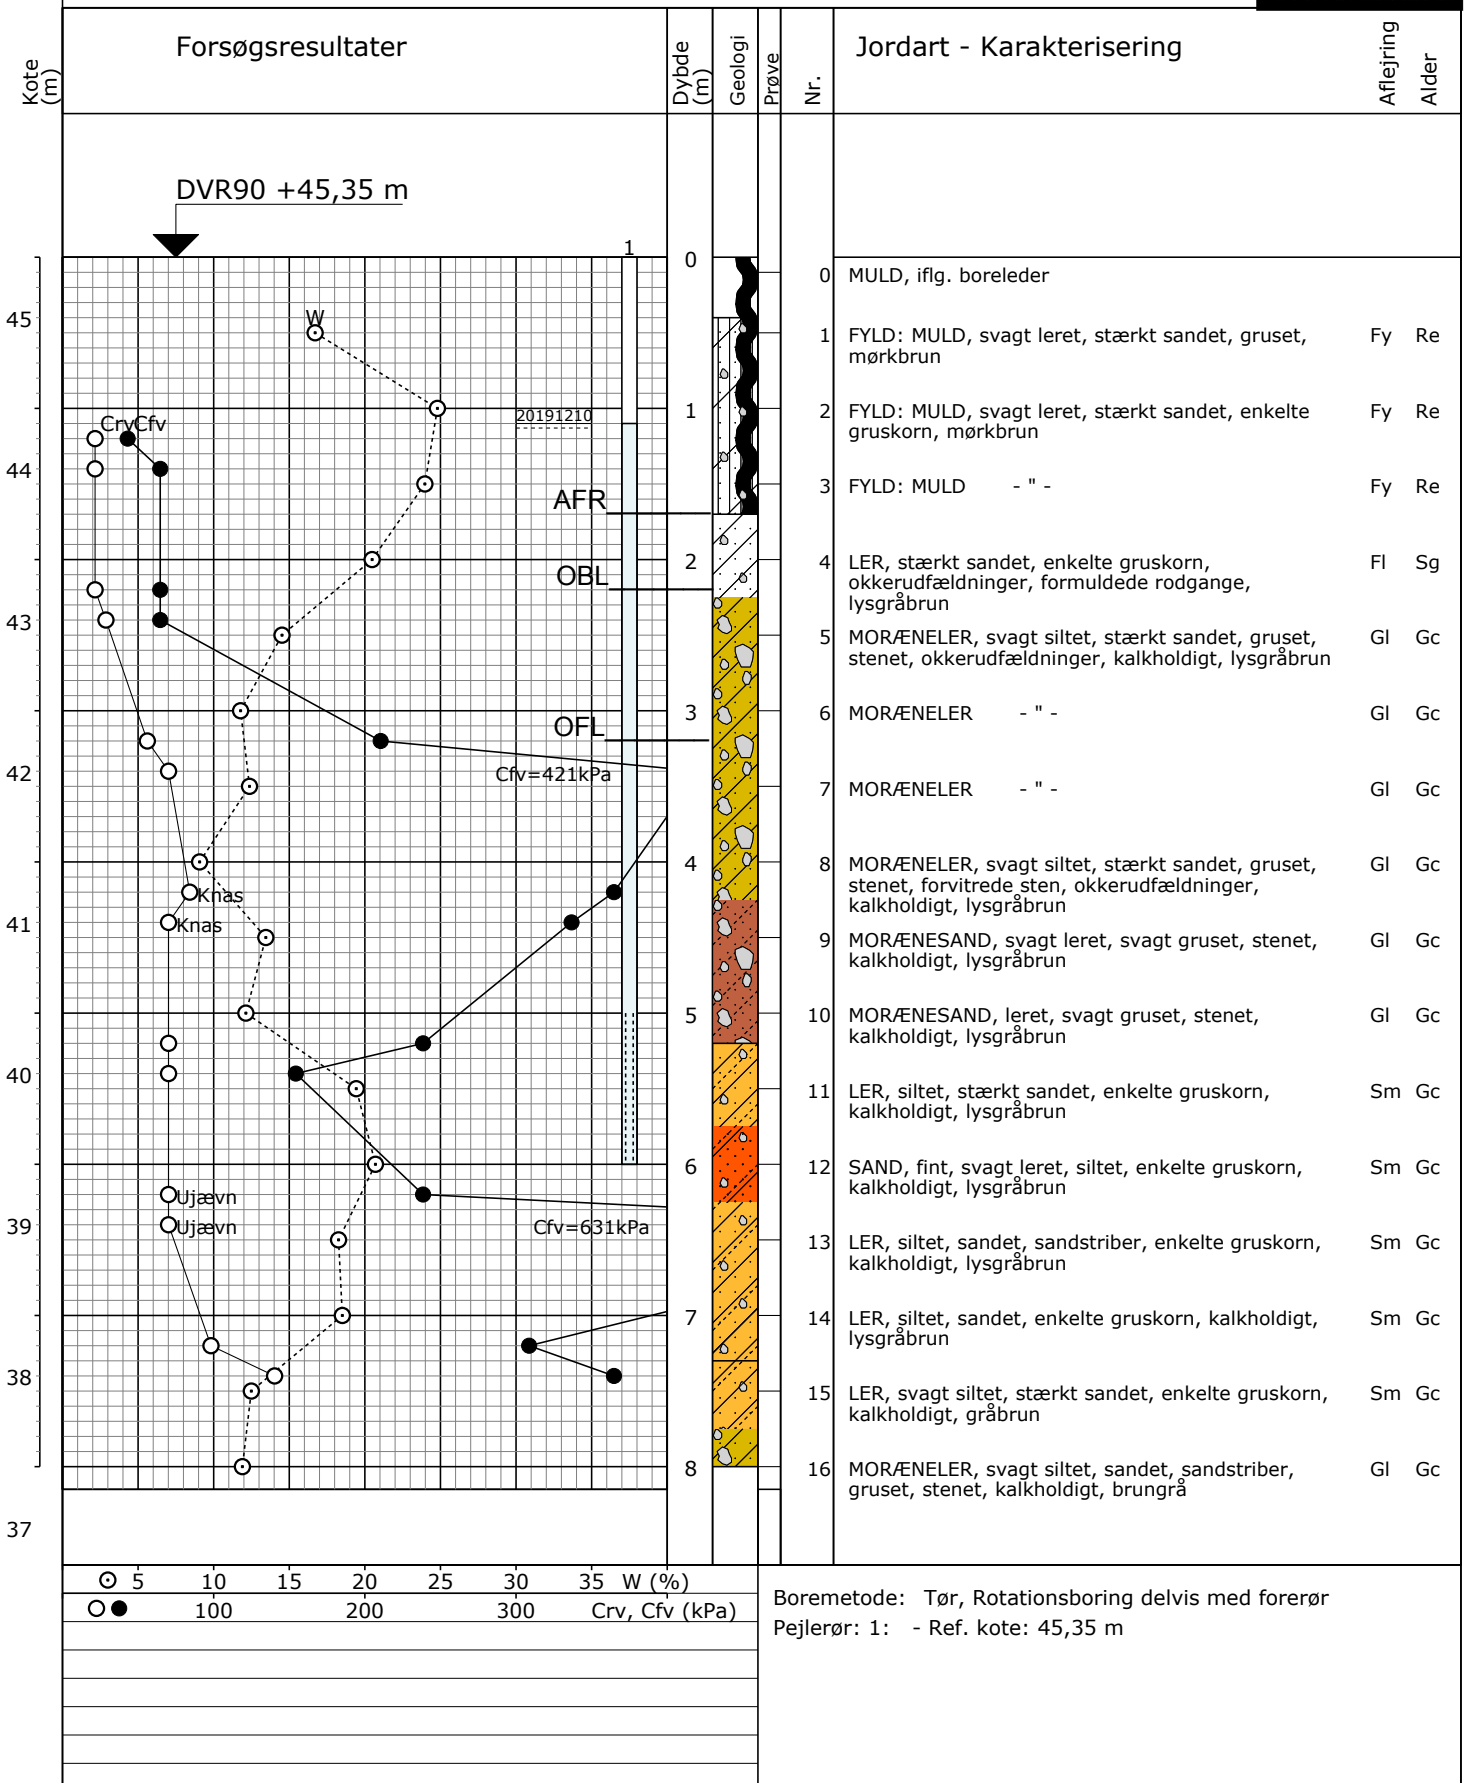 Kote (m)
Forsøgsresultater
Dybde (m)
Geologi
Prøve
Nr.
Jordart - Karakterisering
Aflejring
Alder
DVR90 +45,35 m
1
45
44
43
42
41
40
39
38
37
W
Crv Cfv
20191210
AFR
OBL
OFL
Cfv=421kPa
Knas
Knas
Ujævn
Ujævn
Cfv=631kPa
0
1
2
3
4
5
6
7
8
0 MULD, iflg. boreleder
1 FYLD: MULD, svagt leret, stærkt sandet, gruset, Fy Re
mørkbrun
2 FYLD: MULD, svagt leret, stærkt sandet, enkelte Fy Re
gruskorn, mørkbrun
3 FYLD: MULD - " - Fy Re
4 LER, stærkt sandet, enkelte gruskorn, Fl Sg
okkerudfældninger, formuldede rodgange,
lysgråbrun
5 MORÆNELER, svagt siltet, stærkt sandet, gruset, Gl Gc
stenet, okkerudfældninger, kalkholdigt, lysgråbrun
6 MORÆNELER - " - Gl Gc
7 MORÆNELER - " - Gl Gc
8 MORÆNELER, svagt siltet, stærkt sandet, gruset, Gl Gc
stenet, forvitrede sten, okkerudfældninger,
kalkholdigt, lysgråbrun
9 MORÆNESAND, svagt leret, svagt gruset, stenet, Gl Gc
kalkholdigt, lysgråbrun
10 MORÆNESAND, leret, svagt gruset, stenet, Gl Gc
kalkholdigt, lysgråbrun
11 LER, siltet, stærkt sandet, enkelte gruskorn, Sm Gc
kalkholdigt, lysgråbrun
12 SAND, fint, svagt leret, siltet, enkelte gruskorn, Sm Gc
kalkholdigt, lysgråbrun
13 LER, siltet, sandet, sandstriber, enkelte gruskorn, Sm Gc
kalkholdigt, lysgråbrun
14 LER, siltet, sandet, enkelte gruskorn, kalkholdigt, Sm Gc
lysgråbrun
15 LER, svagt siltet, stærkt sandet, enkelte gruskorn, Sm Gc
kalkholdigt, gråbrun
16 MORÆNELER, svagt siltet, sandet, sandstriber, Gl Gc
gruset, stenet, kalkholdigt, brungrå
5 10 15 20 25 30 35 W (%)
100 200 300 Crv, Cfv (kPa)
Boremetode: Tør, Rotationsboring delvis med forerør
Pejlerør: 1: - Ref. kote: 45,35 m